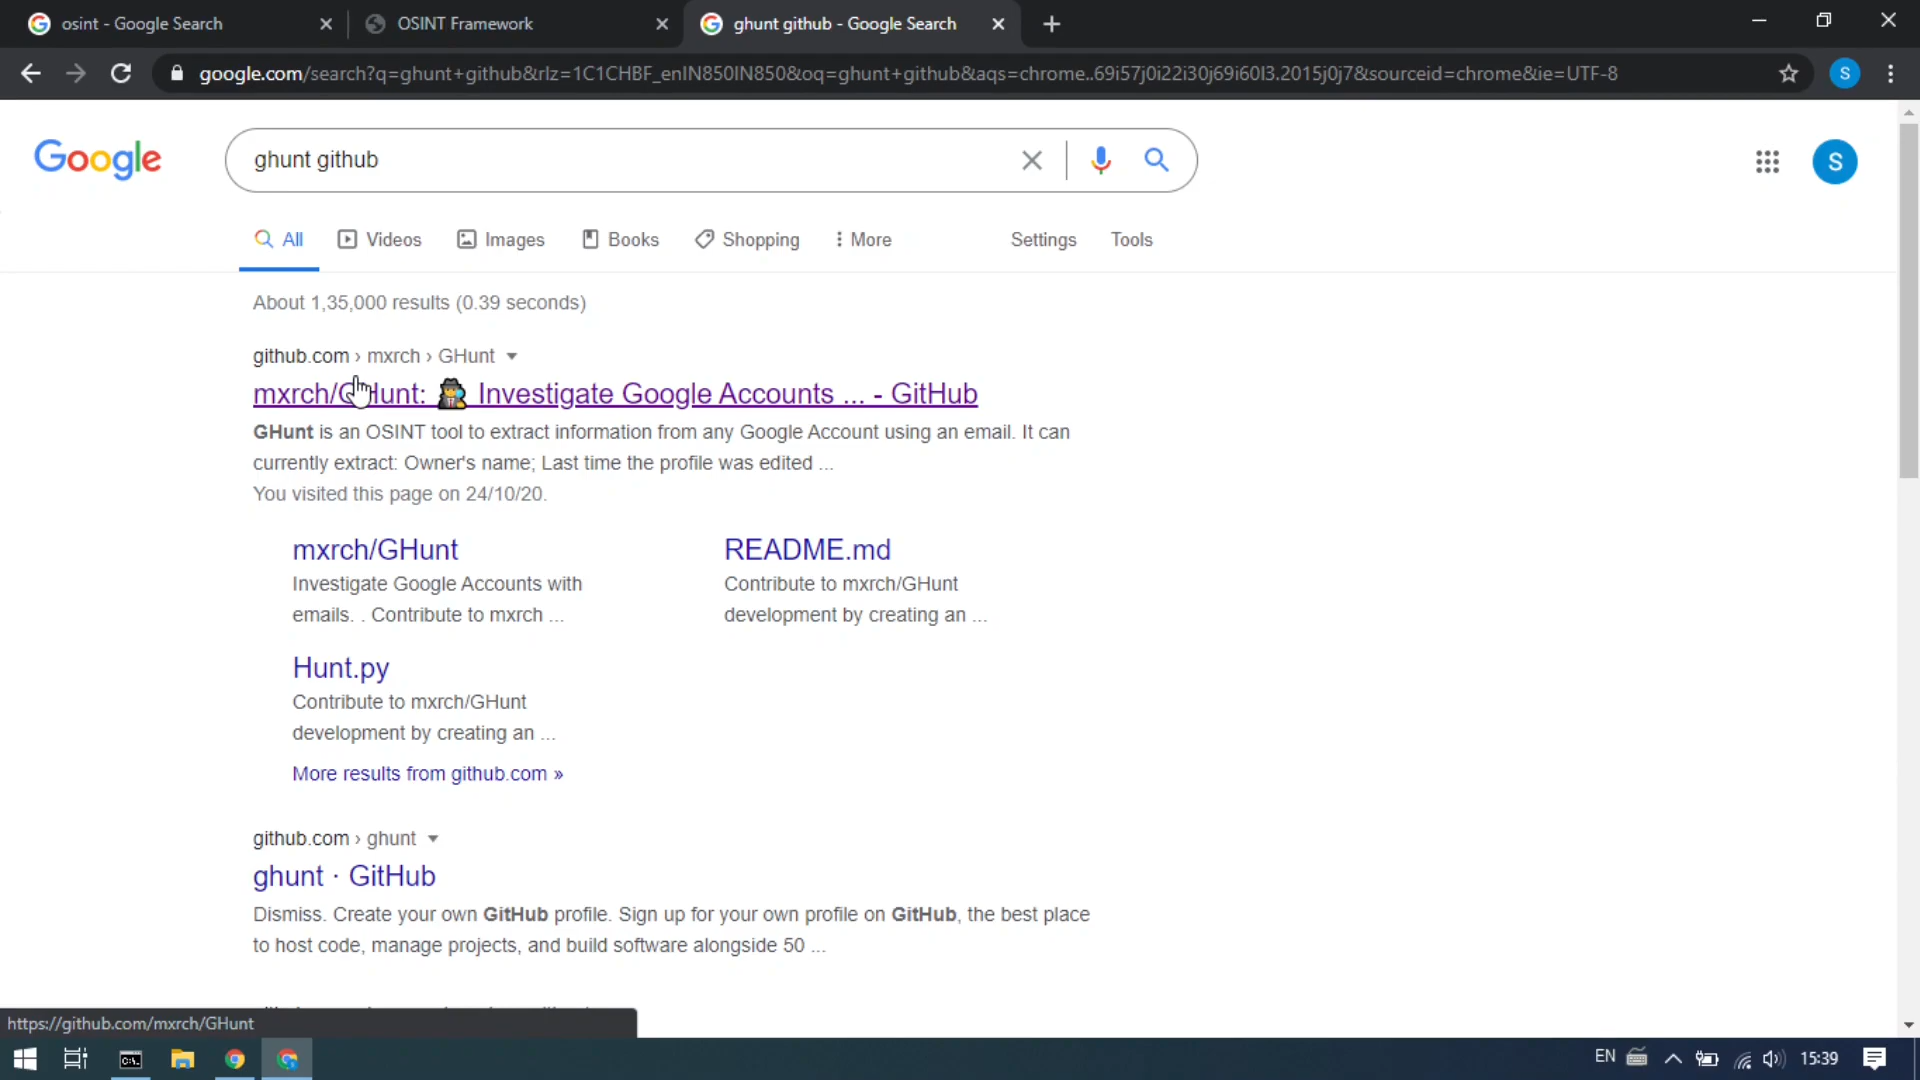 osint - Google Search
OSINT Framework
ghunt github - Google Search
google.com/search?q=ghunt+github&rlz=1C1CHBF_enIN850IN850&oq=ghunt+github&aqs=chrome..69i57j0i22i30j69i60l3.2015j0j7&sourceid=chrome&ie=UTF-8
S
Google
ghunt github
S
All
Videos
Images
Books
Shopping
More
Settings
Tools
About 1,35,000 results (0.39 seconds)
github.com › mxrch › GHunt
mxrch/GHunt: Investigate Google Accounts ... - GitHub
GHunt is an OSINT tool to extract information from any Google Account using an email. It can
currently extract: Owner's name; Last time the profile was edited ...
You visited this page on 24/10/20.
mxrch/GHunt
Investigate Google Accounts with
emails. . Contribute to mxrch ...
README.md
Contribute to mxrch/GHunt
development by creating an ...
Hunt.py
Contribute to mxrch/GHunt
development by creating an ...
More results from github.com »
github.com › ghunt
ghunt · GitHub
Dismiss. Create your own GitHub profile. Sign up for your own profile on GitHub, the best place
to host code, manage projects, and build software alongside 50 ...
https://github.com/mxrch/GHunt
EN
15:39